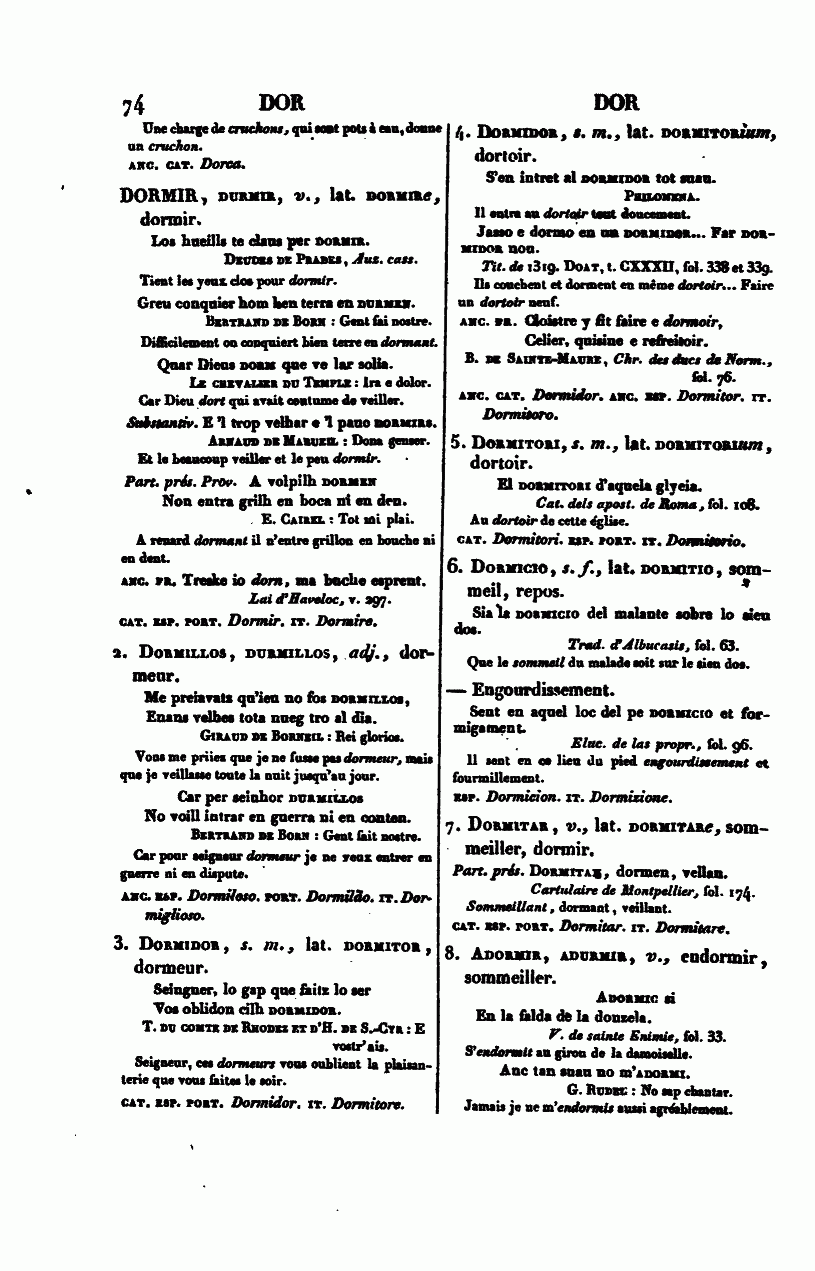 74 DOR DOR
Une charge de cruchons, qui sont pots à eau, donne
un cruchon.
ANC. CAT. Dorca.
DORMIR, DURMIR, v., lat. DORMIRe,
dormir.
Los hueills te claus per DORMIR.
DEUDES DE PRADES, Auz. cass.
Tient les yeux clos pour dormir.
Greu conquier hom ben terra en DURMEN.
BERTRAND DE BORN : Gent fai nostre.
Difficilement on conquiert bien terre en dormant.
Quar Dieus DORM que ve lar solia.
LE CHEVALIER DU TEMPLE : Ira e dolor.
Car Dieu dort qui avait coutume de veiller.
Substantiv. E 'l trop velhar e 'l pauc DORMIRS.
ARNAUD DE MARUEIL : Dona genser.
Et le beaucoup veiller et le peu dormir.
Part. prés. Prov. A volpilh DORMEN
Non entra grilh en boca ni en den.
E. CAIREL : Tot mi plai.
A renard dormant il n'entre grillon en bouche ni
en dent.
ANC. FR. Treske io dorn, ma buche esprent.
Lai d'Haveloc, v. 297.
CAT. ESP. PORT. Dormir. IT. Dormire.
2. DORMILLOS, DURMILLOS, adj., dor-
meur.
Me preiavats qu'ieu no fos DORMILLOS,
Enans velhes tota nueg tro al dia.
GIRAUD DE BORNEIL : Rei glorios.
Vous me priiez que je ne fusse pas dormeur, mais
que je veillasse toute la nuit jusqu'au jour.
Car per seinhor DURMILLOS
No voill intrar en guerra ni en conten.
BERTRAND DE BORN : Gent fait nostre.
Car pour seigneur dormeur je ne veux entrer en
guerre ni en dispute.
ANC. ESP. Dormiloso. PORT. Dormilão. IT. Dor-
miglioso.
3. DORMIDOR, s. m., lat. DORMITOR,
dormeur.
Seingner, lo gap que faitz lo ser
Vos oblidon cilh DORMIDOR.
T. DU COMTE DE RHODES ET D'H. DE S.-CYR : E
vostr' ais.
Seigneur, ces dormeurs vous oublient la plaisan-
terie que vous faites le soir.
CAT. ESP. PORT. Dormidor. IT. Dormitore.
4. DORMIDOR, s. m., lat. DORMITORIum,
dortoir.
S'en intret al DORMIDOR tot suau.
PHILOMENA.
Il entra au dortoir tout doucement.
Jasso e dormo en un DORMIDOR... Far DOR-
MIDOR nou.
Tit. de 1319. DOAT, t. CXXXII, fol. 338 et 339.
Ils couchent et dorment en même dortoir... Faire
un dortoir neuf.
ANC. FR. Cloistre y fit faire e dormoir,
Celier, quisine e refreitoir.
B. DE SAINTE-MAURE, Chr. des ducs de Norm.,
fol. 76.
ANC. CAT. Dormidor. ANC. ESP. Dormitor. IT.
Dormitoro.
5. DORMITORI, s. m., lat. DORMITORIum,
dortoir.
El DORMITORI d'aquela glyeia.
Cat. dels apost. de Roma, fol. 108.
Au dortoir de cette église.
CAT. Dormitori. ESP. PORT. IT. Dormitorio.
6. DORMICIO, s. f., lat. DORMITIO, som-
meil, repos.
Sia la DORMICIO del malaute sobre lo sieu
dos.
Trad. d'Albucasis, fol. 63.
Que le sommeil du malade soit sur le sien dos.
— Engourdissement.
Sent en aquel loc del pe DORMICIO et for-
migament.
Eluc. de las propr., fol. 96.
Il sent en ce lieu du pied engourdissement et
fourmillement.
ESP. Dormicion. IT. Dormizione.
7. DORMITAR, v., lat. DORMITARe, som-
meiller, dormir.
Part. prés. DORMITAN, dormen, vellan.
Cartulaire de Montpellier, fol. 174.
Sommeillant, dormant, veillant.
CAT. ESP. PORT. Dormitar. IT. Dormitare.
8. ADORMIR, ADURMIR, v., endormir,
sommeiller.
ADORMIC si
En la falda de la donzela.
V. de sainte Enimie, fol. 33.
S'endormit au giron de la damoiselle.
Anc tan suau no m'ADORMI.
G. RUDEL : No sap chantar.
Jamais je ne m'endormis aussi agréablement.